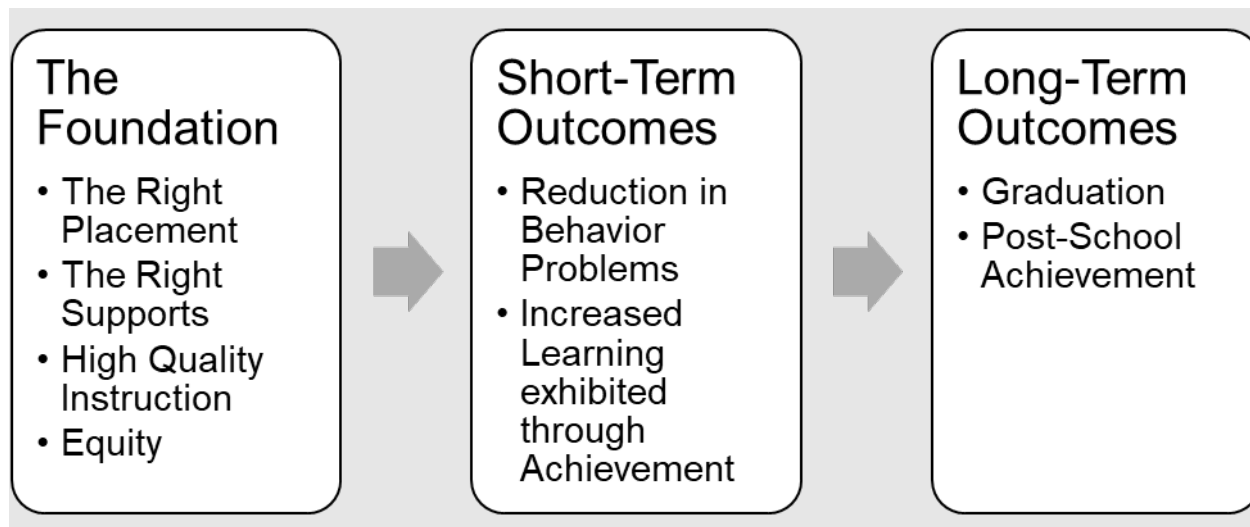 The
Foundation
• The Right
Placement
• The Right
Supports
• High Quality
Instruction
• Equity
Short-Term
Outcomes
• Reduction in
Behavior
Problems
• Increased
Learning
exhibited
through
Achievement
Long-Term
Outcomes
• Graduation
• Post-School
Achievement